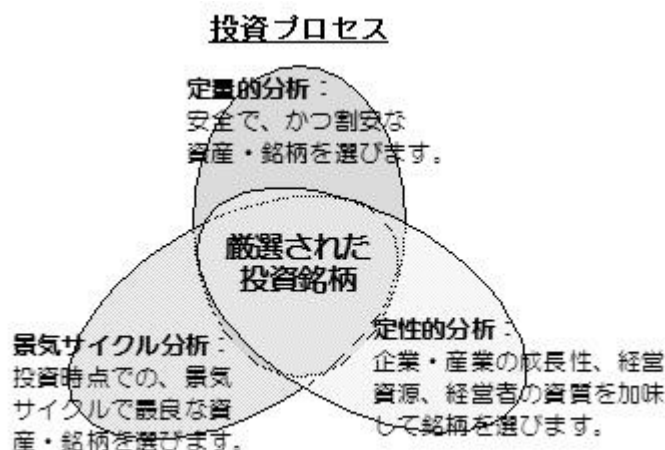 投資プロセス
定量的分析：
安全で、かつ割安な
資産・銘柄を選びます。
厳選された
投資銘柄
景気サイクル分析：
投資時点での、景気
サイクルで最良な資
産・銘柄を選びます。
定性的分析：
企業・産業の成長性、経営
資源、経営者の資質を加味
して銘柄を選びます。